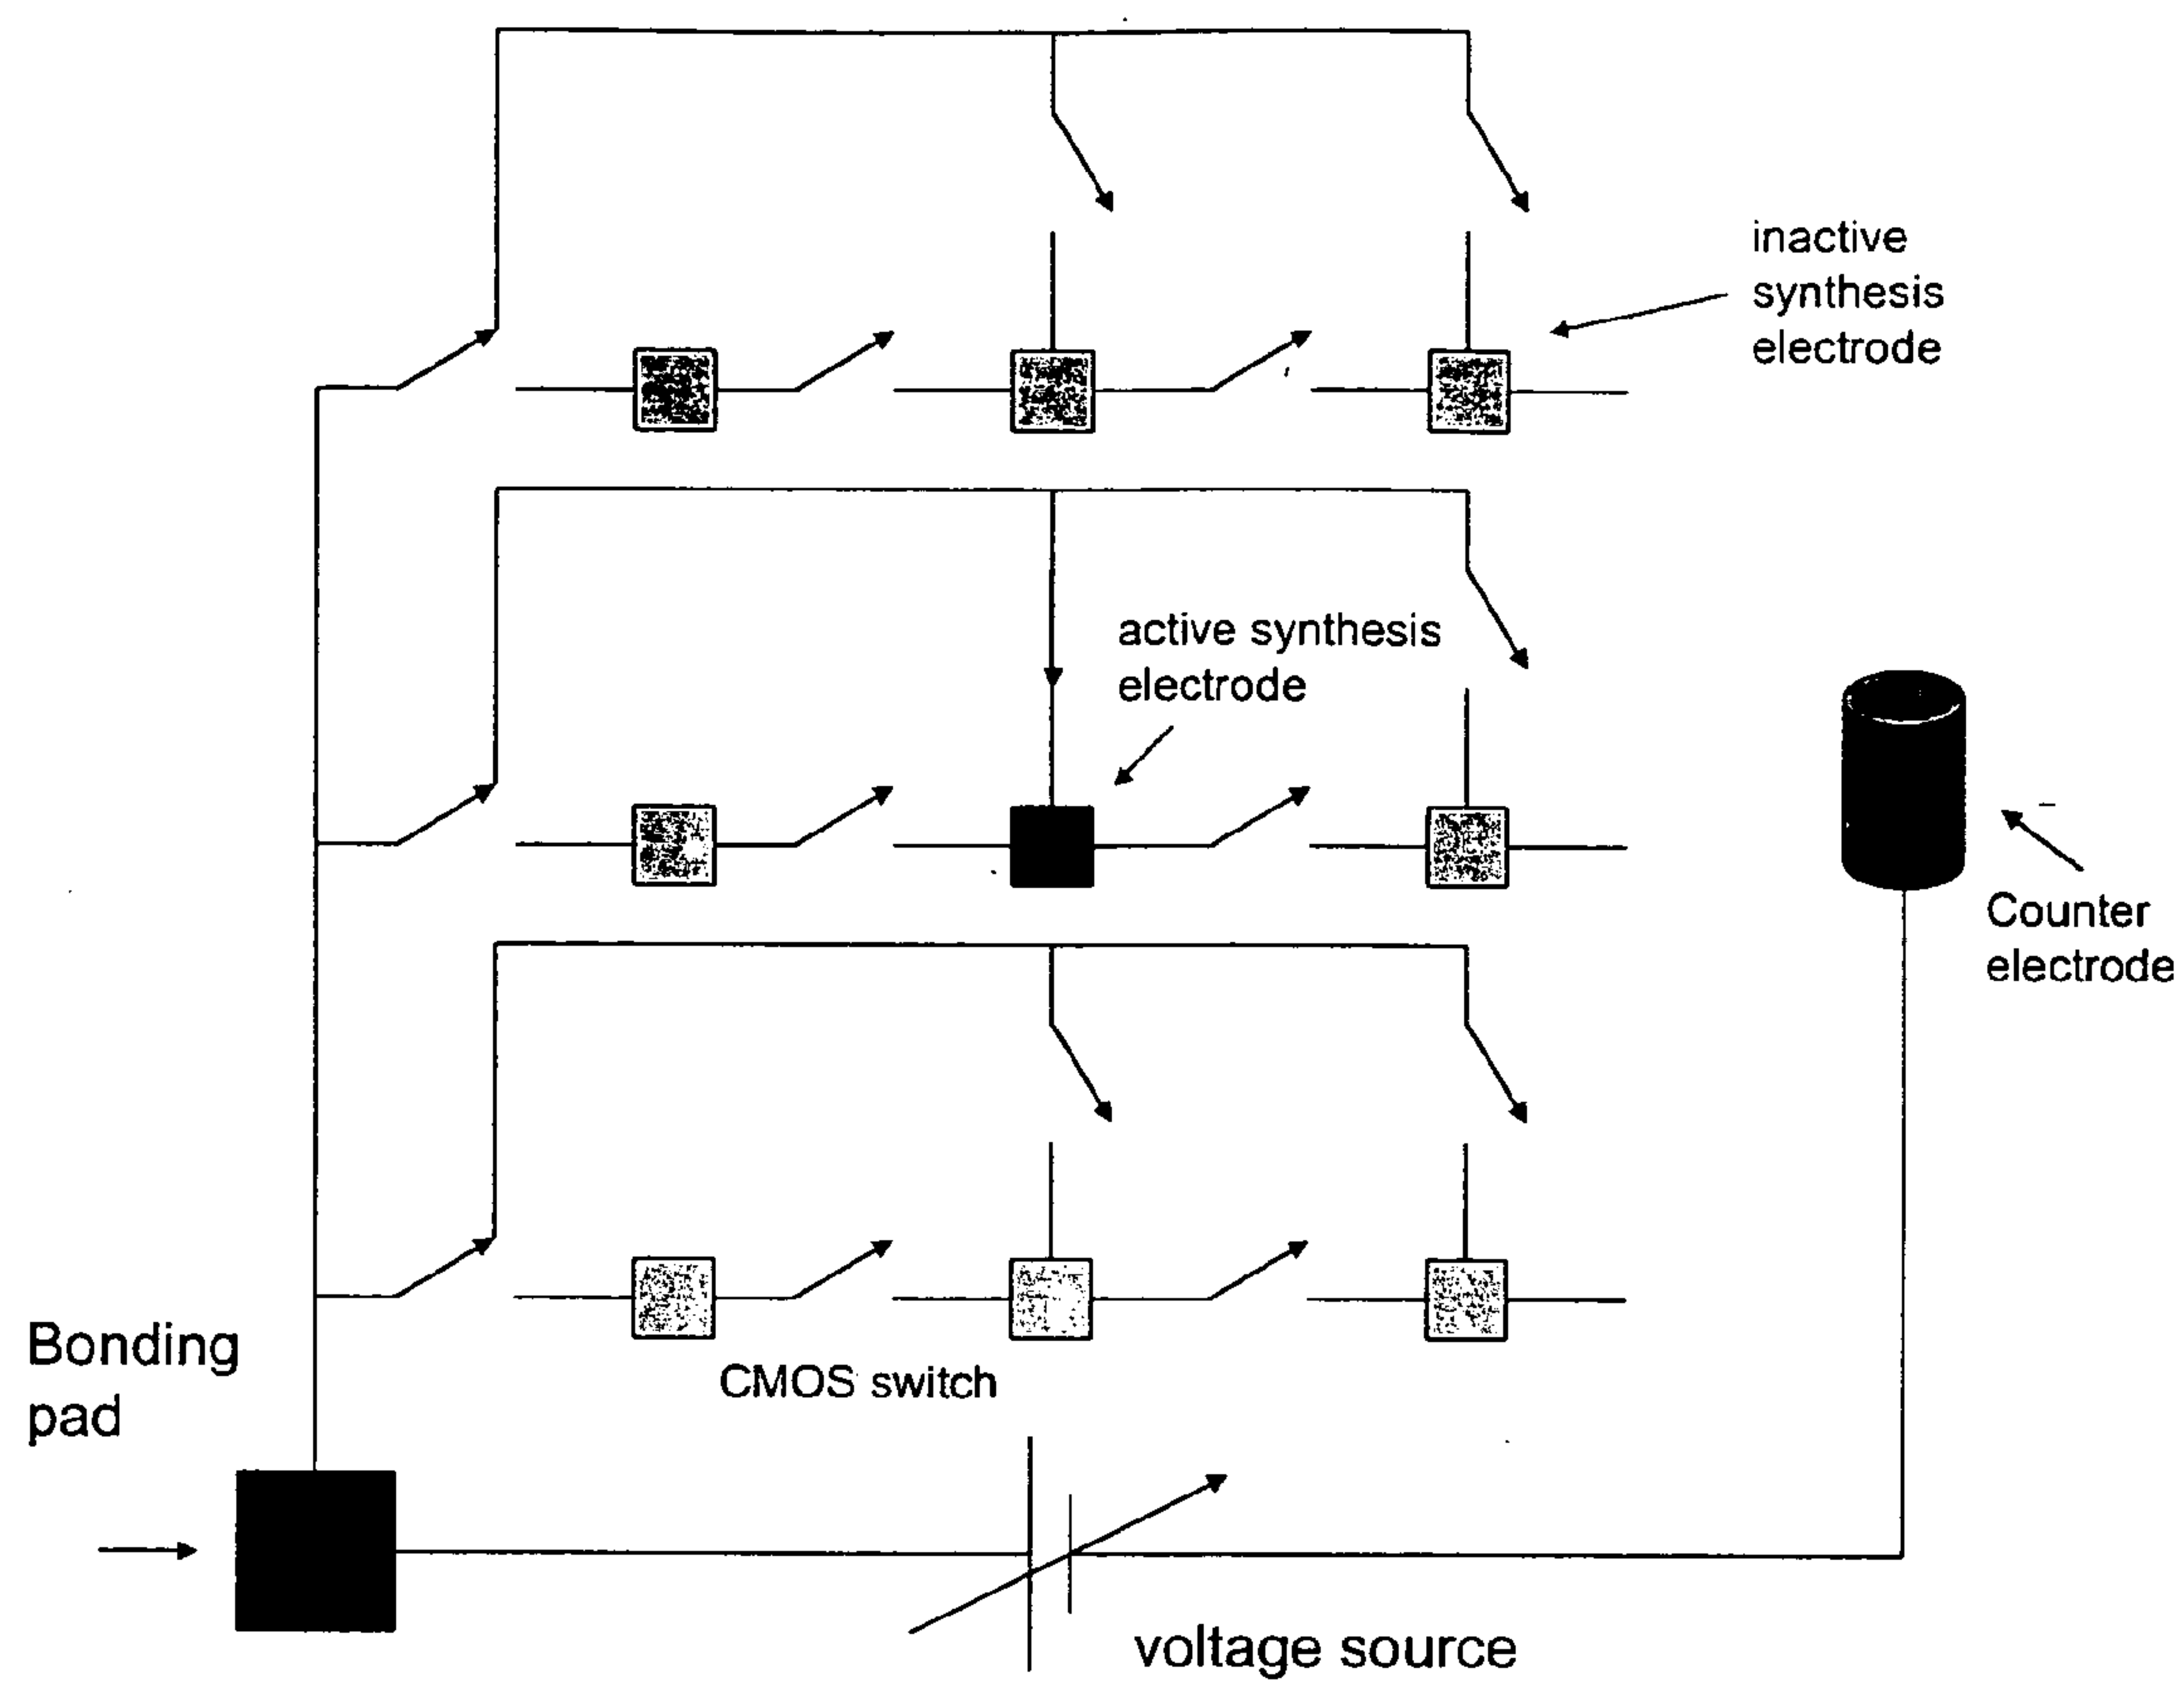 inactive
synthesis
electrode
active synthesis
electrode
Counter
electrode
Bonding
pad
CMOS switch
voltage source